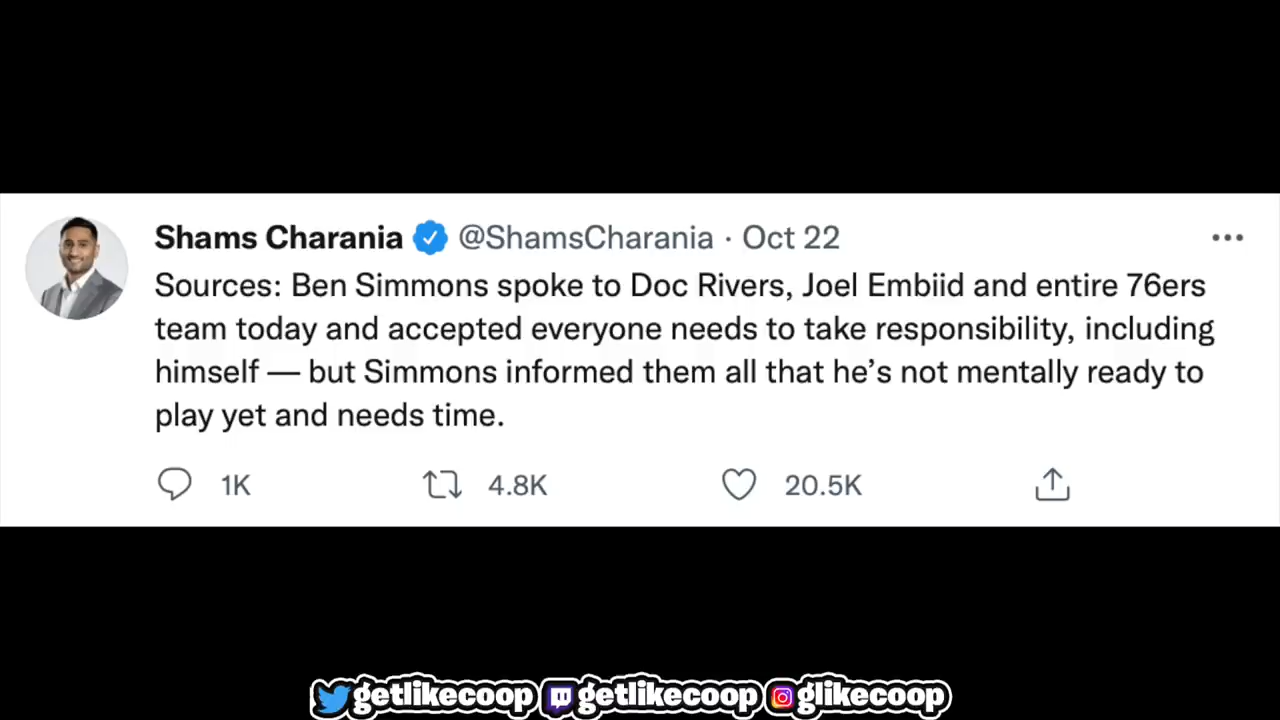 Shams Charania @ShamsCharania · Oct 22
Sources: Ben Simmons spoke to Doc Rivers, Joel Embiid and entire 76ers
team today and accepted everyone needs to take responsibility, including
himself — but Simmons informed them all that he’s not mentally ready to
play yet and needs time.
1K 4.8K 20.5K
getlikecoop getlikecoop glikecoop